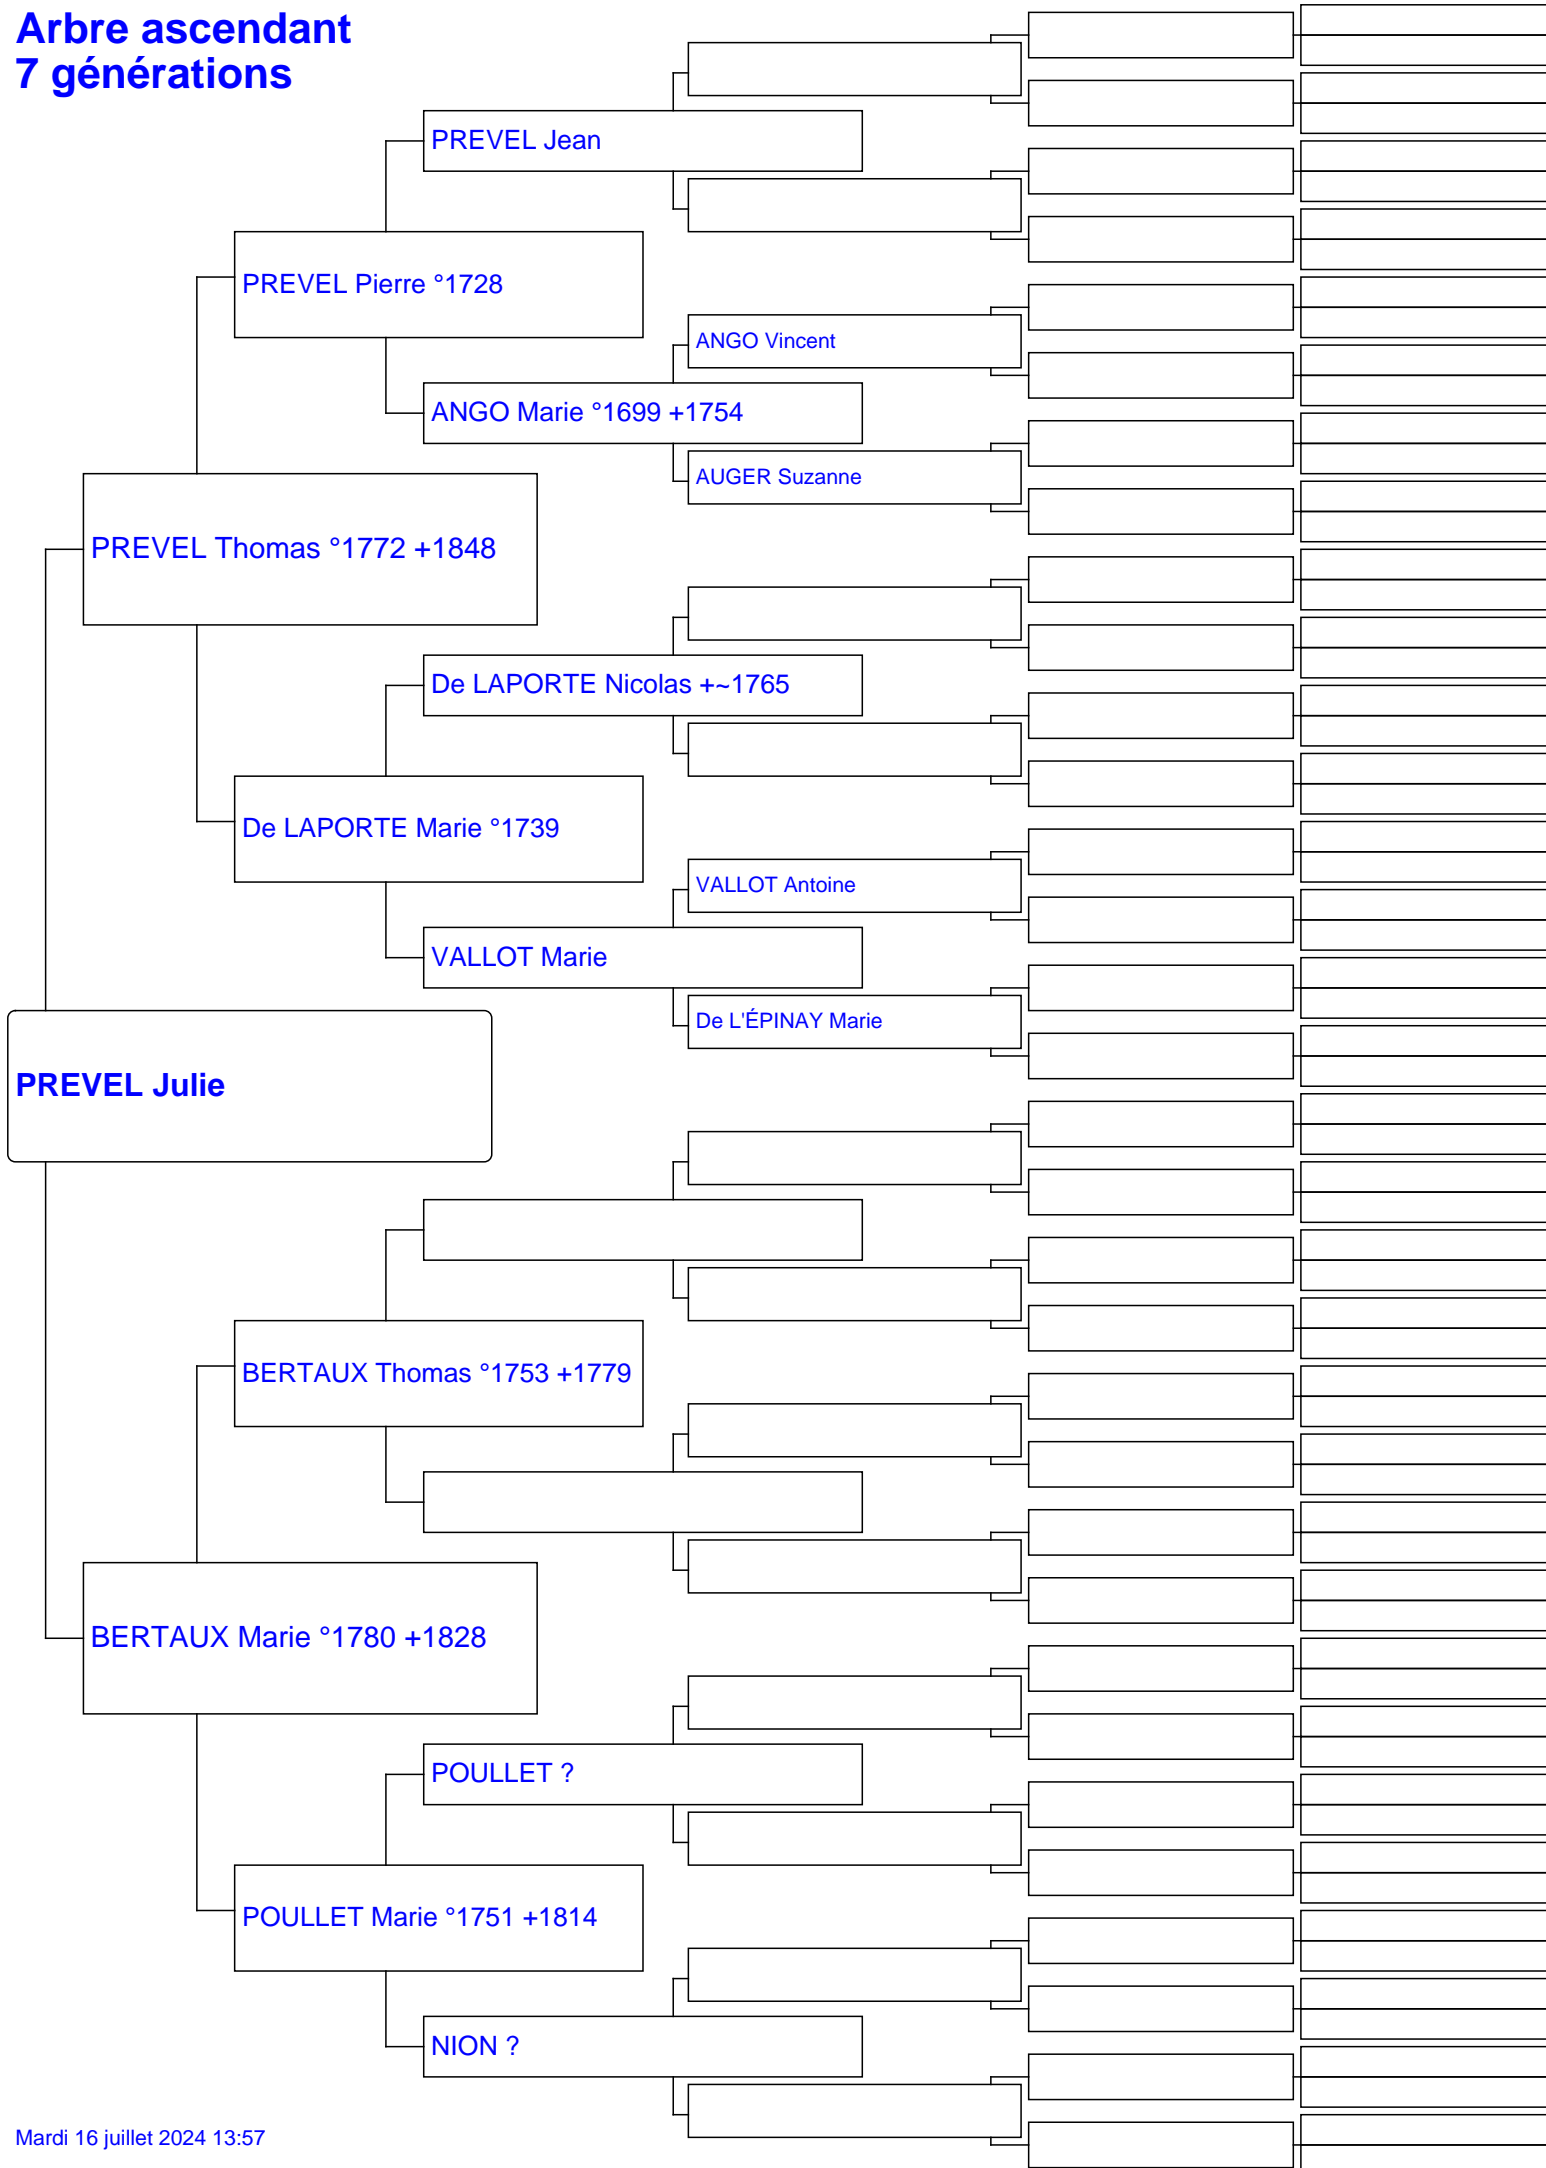 Arbre ascendant
7 générations
PREVEL Jean
PREVEL Pierre °1728
ANGO Vincent
ANGO Marie °1699 +1754
AUGER Suzanne
PREVEL Thomas °1772 +1848
De LAPORTE Nicolas +~1765
De LAPORTE Marie °1739
VALLOT Antoine
VALLOT Marie
De L'ÉPINAY Marie
PREVEL Julie
BERTAUX Thomas °1753 +1779
BERTAUX Marie °1780 +1828
POULLET ?
POULLET Marie °1751 +1814
NION ?
Mardi 16 juillet 2024 13:57